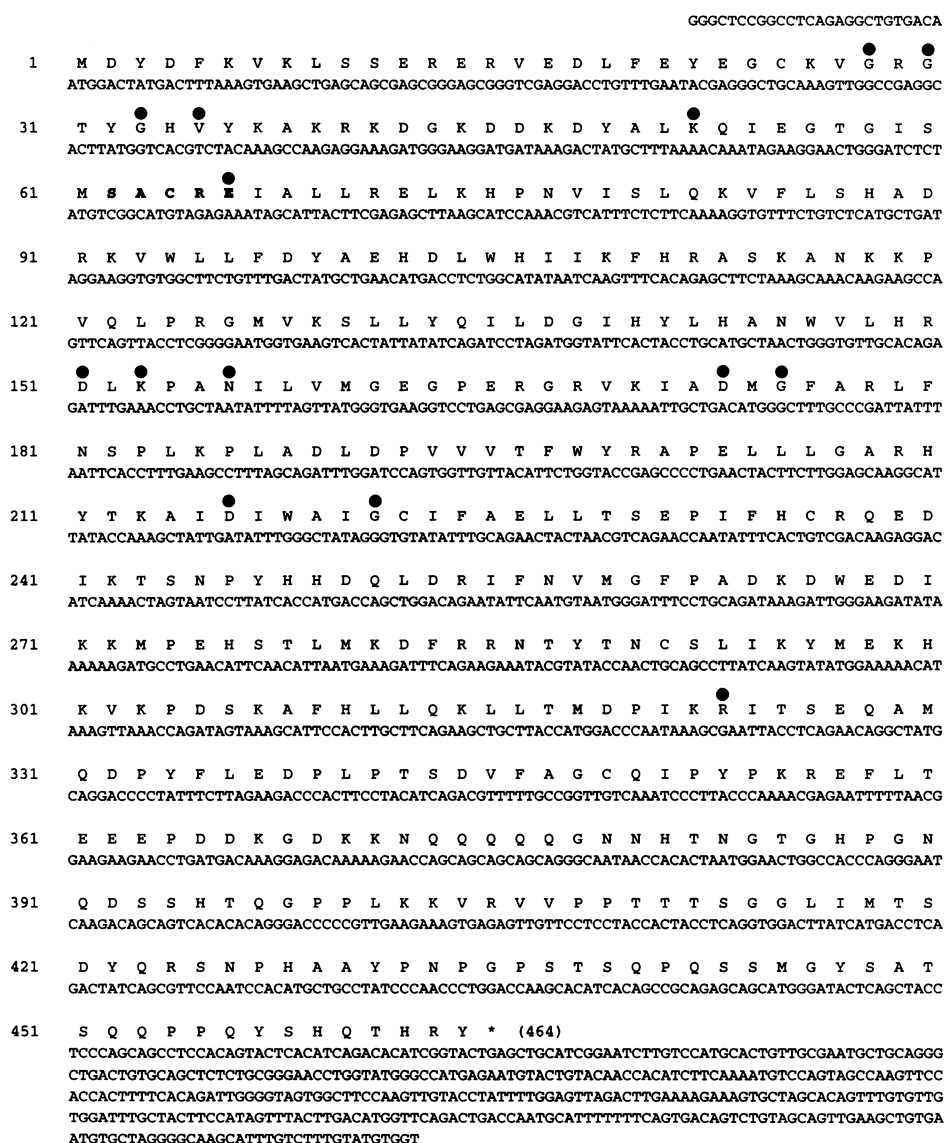 GGGCTCCGGCCTCAGAGGCTGTGACA
1 M D Y D F K V K L S S E R E R V E D L F E Y E G C K V G R G
ATGGACTATGACTTTAAAGTGAAGCTGAGCAGCGAGCGGGAGCGGGTCGAGGACCTGTTTGAATACGAGGGCTGCAAAGTTGGCCGAGGC
31 T Y G H V Y K A K R K D G K D D K D Y A L K Q I E G T G I S
ACTTATGGTCACGTCTACAAAGCCAAGAGGAAAGATGGGAAGGATGATAAAGACTATGCTTTAAAACAAATAGAAGGAACTGGGATCTCT
61 M S A C R E I A L L R E L K H P N V I S L Q K V F L S H A D
ATGTCGGCATGTAGAGAAATAGCATTACTTCGAGAGCTTAAGCATCCAAACGTCATTTCTCTTCAAAAGGTGTTTCTGTCTCATGCTGAT
91 R K V W L L F D Y A E H D L W H I I K F H R A S K A N K K P
AGGAAGGTGTGGCTTCTGTTTGACTATGCTGAACATGACCTCTGGCATATAATCAAGTTTCACAGAGCTTCTAAAGCAAACAAGAAGCCA
121 V Q L P R G M V K S L L Y Q I L D G I H Y L H A N W V L H R
GTTCAGTTACCTCGGGGAATGGTGAAGTCACTATTATATCAGATCCTAGATGGTATTCACTACCTGCATGCTAACTGGGTGTTGCACAGA
151 D L K P A N I L V M G E G P E R G R V K I A D M G F A R L F
GATTTGAAACCTGCTAATATTTTAGTTATGGGTGAAGGTCCTGAGCGAGGAAGAGTAAAAATTGCTGACATGGGCTTTGCCCGATTATTT
181 N S P L K P L A D L D P V V V T F W Y R A P E L L L G A R H
AATTCACCTTTGAAGCCTTTAGCAGATTTGGATCCAGTGGTTGTTACATTCTGGTACCGAGCCCCTGAACTACTTCTTGGAGCAAGGCAT
211 Y T K A I D I W A I G C I F A E L L T S E P I F H C R Q E D
TATACCAAAGCTATTGATATTTGGGCTATAGGGTGTATATTTGCAGAACTACTAACGTCAGAACCAATATTTCACTGTCGACAAGAGGAC
241 I K T S N P Y H H D Q L D R I F N V M G F P A D K D W E D I
ATCAAAACTAGTAATCCTTATCACCATGACCAGCTGGACAGAATATTCAATGTAATGGGATTTCCTGCAGATAAAGATTGGGAAGATATA
271 K K M P E H S T L M K D F R R N T Y T N C S L I K Y M E K H
AAAAAGATGCCTGAACATTCAACATTAATGAAAGATTTCAGAAGAAATACGTATACCAACTGCAGCCTTATCAAGTATATGGAAAAACAT
301 K V K P D S K A F H L L Q K L L T M D P I K R I T S E Q A M
AAAGTTAAACCAGATAGTAAAGCATTCCACTTGCTTCAGAAGCTGCTTACCATGGACCCAATAAAGCGAATTACCTCAGAACAGGCTATG
331 Q D P Y F L E D P L P T S D V F A G C Q I P Y P K R E F L T
CAGGACCCCTATTTCTTAGAAGACCCACTTCCTACATCAGACGTTTTTGCCGGTTGTCAAATCCCTTACCCAAAACGAGAATTTTTAACG
361 E E E P D D K G D K K N Q Q Q Q Q G N N H T N G T G H P G N
GAAGAAGAACCTGATGACAAAGGAGACAAAAAGAACCAGCAGCAGCAGCAGGGCAATAACCACACTAATGGAACTGGCCACCCAGGGAAT
391 Q D S S H T Q G P P L K K V R V V P P T T T S G G L I M T S
CAAGACAGCAGTCACACACAGGGACCCCCGTTGAAGAAAGTGAGAGTTGTTCCTCCTACCACTACCTCAGGTGGACTTATCATGACCTCA
421 D Y Q R S N P H A A Y P N P G P S T S Q P Q S S M G Y S A T
GACTATCAGCGTTCCAATCCACATGCTGCCTATCCCAACCCTGGACCAAGCACATCACAGCCGCAGAGCAGCATGGGATACTCAGCTACC
451 S Q Q P P Q Y S H Q T H R Y * (464)
TCCCAGCAGCCTCCACAGTACTCACATCAGACACATCGGTACTGAGCTGCATCGGAATCTTGTCCATGCACTGTTGCGAATGCTGCAGGG
CTGACTGTGCAGCTCTCTGCGGGAACCTGGTATGGGCCATGAGAATGTACTGTACAACCACATCTTCAAAATGTCCAGTAGCCAAGTTCC
ACCACTTTTCACAGATTGGGGTAGTGGCTTCCAAGTTGTACCTATTTTGGAGTTAGACTTGAAAAGAAAGTGCTAGCACAGTTTGTGTTG
TGGATTTGCTACTTCCATAGTTTACTTGACATGGTTCAGACTGACCAATGCATTTTTTTCAGTGACAGTCTGTAGCAGTTGAAGCTGTGA
ATGTGCTAGGGGCAAGCATTTGTCTTTGTATGTGGT